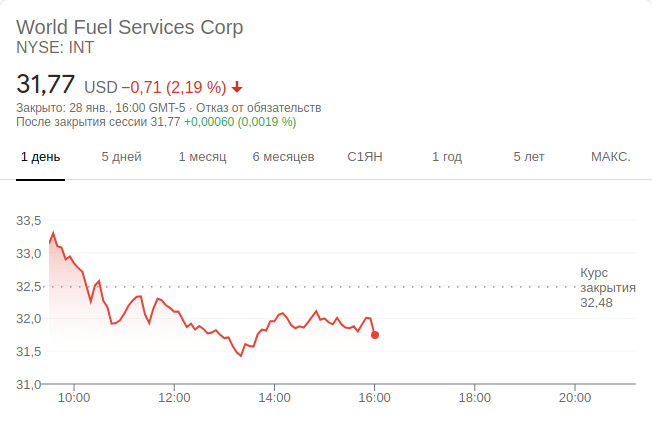 World Fuel Services Corp
NYSE: INT
31,77 USD −0,71 (2,19 %)
Закрыто: 28 янв., 16:00 GMT-5 · Отказ от обязательств
После закрытия сессии 31,77 +0,00060 (0,0019 %)
1 день 5 дней 1 месяц 6 месяцев С1ЯН 1 год 5 лет МАКС.
33,5
33,0
Курс
32,5 закрытия
32,48
32,0
31,5
31,0
10:00 12:00 14:00 16:00 18:00 20:00